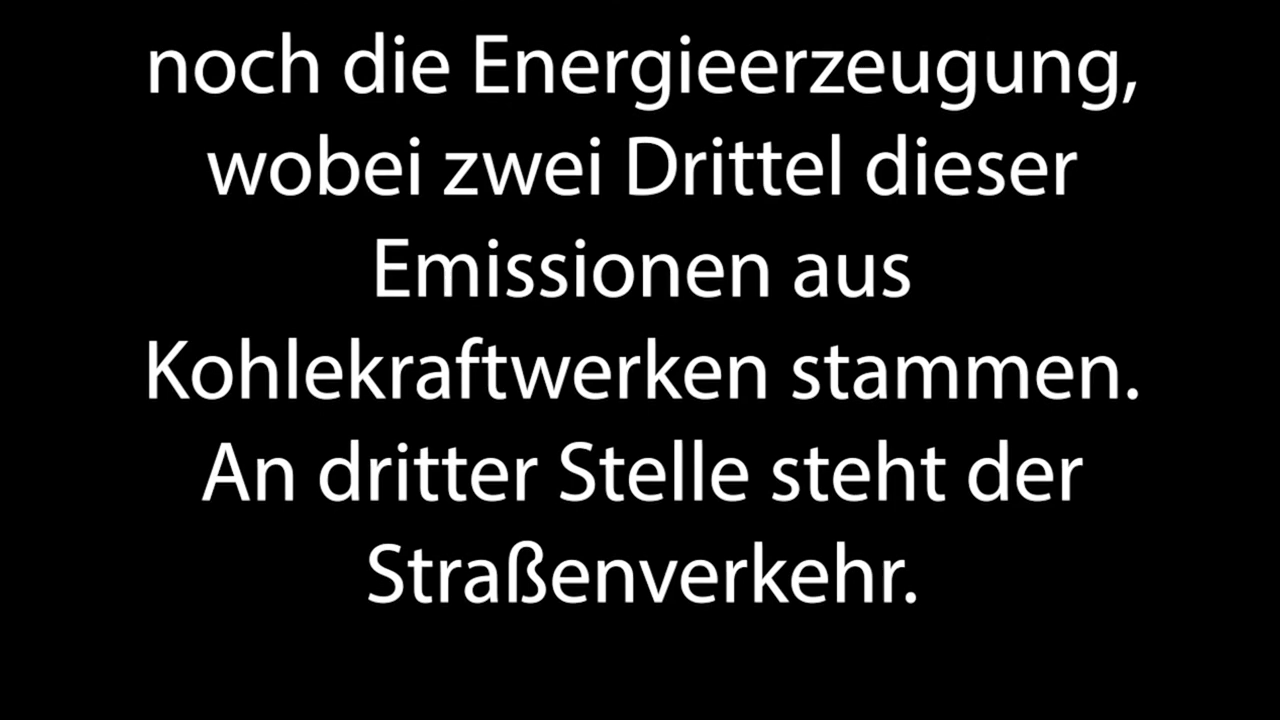 noch die Energieerzeugung,
wobei zwei Drittel dieser
Emissionen aus
Kohlekraftwerken stammen.
An dritter Stelle steht der
Straßenverkehr.